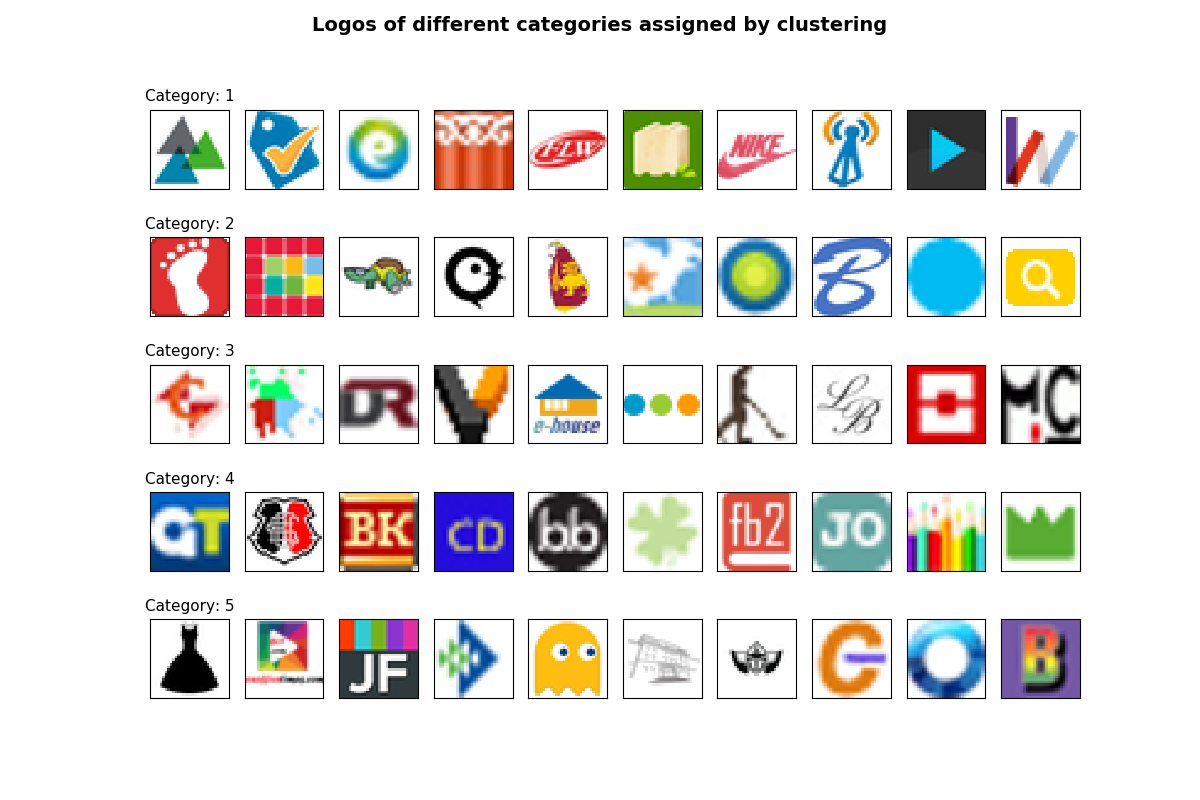 Logos of different categories assigned by clustering
Category: 1
e
FLW
NIKE
W
Category: 2
B
Category: 3
G
DR
V
e-house
LB
MC
Category: 4
GT
BK
CD
bb
fb2
JO
Category: 5
JF
G
B